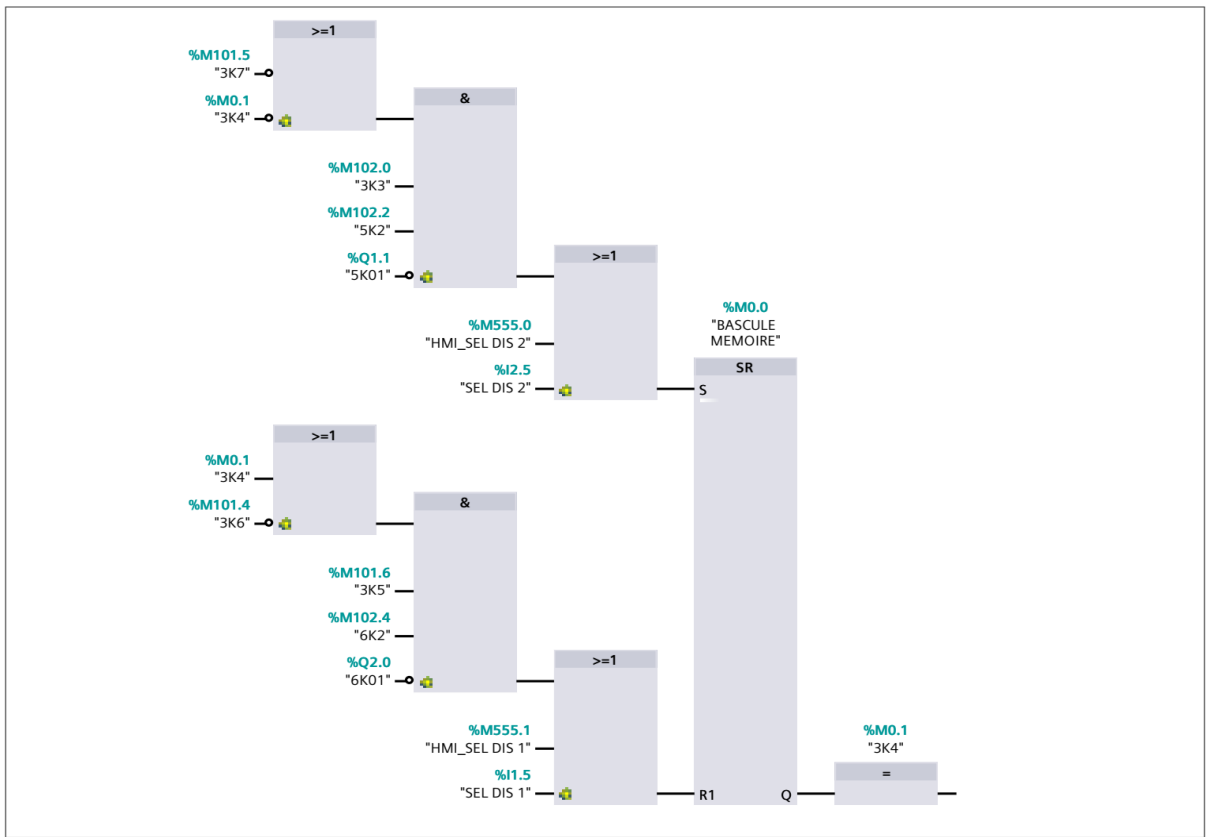 >=1
%M101.5
"3K7"
%M0.1
"3K4"
&
%M102.0
"3K3"
%M102.2
"5K2"
%Q1.1
"5K01"
>=1
%M555.0
"HMI_SEL DIS 2"
%I2.5
"SEL DIS 2"
%M0.0
"BASCULE
MEMOIRE"
SR
S
>=1
%M0.1
"3K4"
%M101.4
"3K6"
&
%M101.6
"3K5"
%M102.4
"6K2"
%Q2.0
"6K01"
>=1
%M555.1
"HMI_SEL DIS 1"
%I1.5
"SEL DIS 1"
R1
Q
%M0.1
"3K4"
=